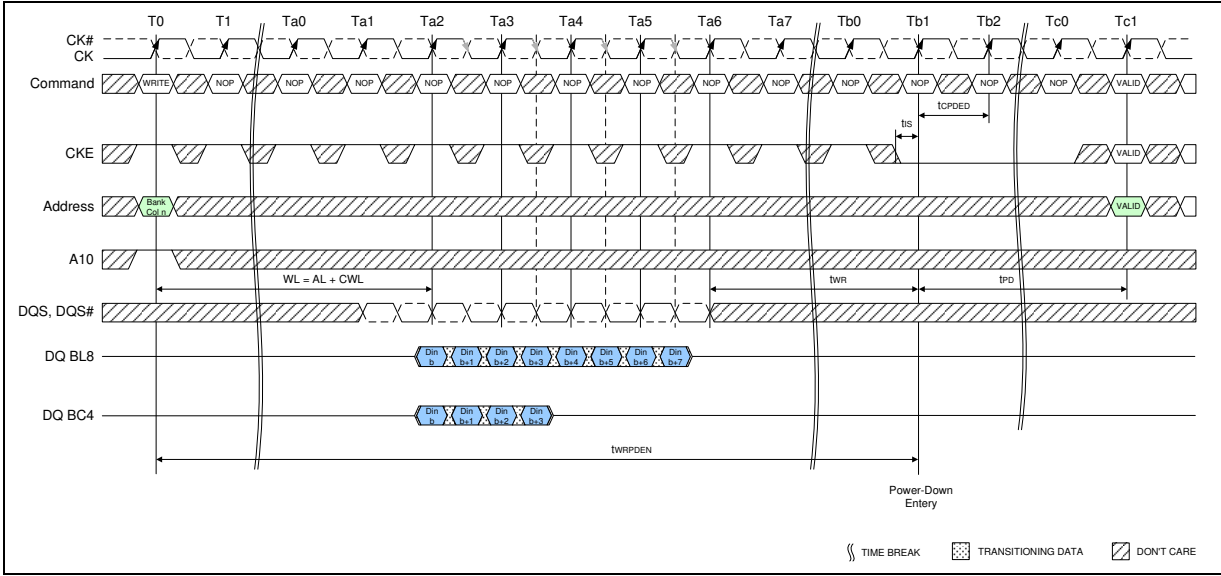 T0 T1 Ta0 Ta1 Ta2 Ta3 Ta4 Ta5 Ta6 Ta7 Tb0 Tb1 Tb2 Tc0 Tc1
CK#
CK
Command WRITE NOP NOP NOP NOP NOP NOP NOP NOP NOP NOP NOP NOP NOP VALID
tCPDED
tIS
CKE VALID
Address Bank Col n VALID
A10
WL = AL + CWL tWR tPD
DQS, DQS#
DQ BL8 Din b Din b+1 Din b+2 Din b+3 Din b+4 Din b+5 Din b+6 Din b+7
DQ BC4 Din b Din b+1 Din b+2 Din b+3
tWRPDEN
Power-Down
Entery
TIME BREAK TRANSITIONING DATA DON'T CARE